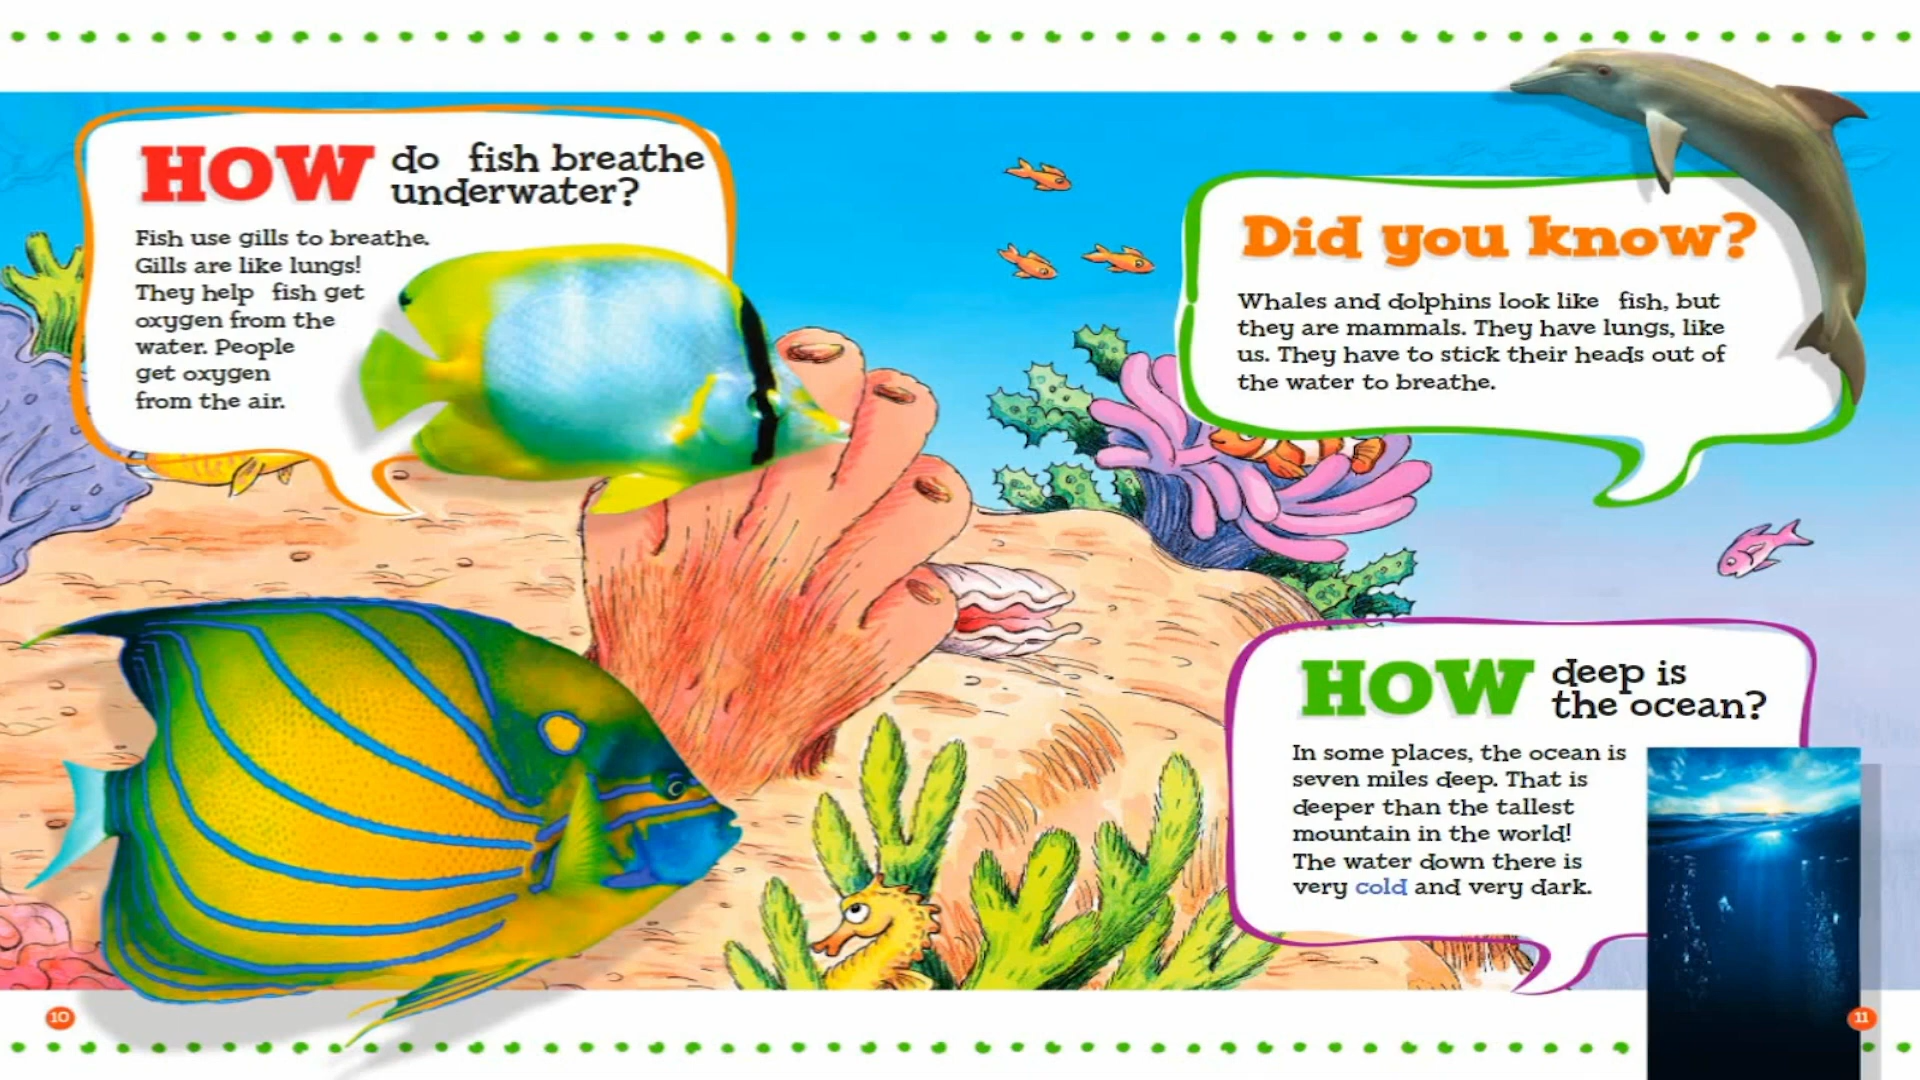 HOW do fish breathe
underwater?
Fish use gills to breathe.
Gills are like lungs!
They help fish get
oxygen from the
water. People
get oxygen
from the air.
10
Did you know?
Whales and dolphins look like fish, but
they are mammals. They have lungs, like
us. They have to stick their heads out of
the water to breathe.
HOW deep is
the ocean?
In some places, the ocean is
seven miles deep. That is
deeper than the tallest
mountain in the world!
The water down there is
very cold and very dark.
11